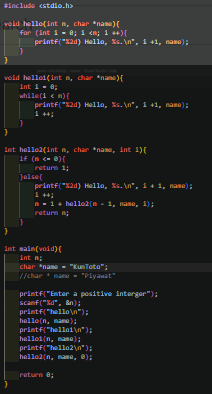 #include <stdio.h>
void hello(int n, char *name){
for (int i = 0; i <n; i ++){
printf("%2d) Hello, %s.\n", i +1, name);
}
}
void hello1(int n, char *name){
int i = 0;
while(i < n){
printf("%2d) Hello, %s.\n", i +1, name);
i ++;
}
}
int hello2(int n, char *name, int i){
if (n <= 0){
return i;
}else{
printf("%2d) Hello, %s.\n", i + 1, name);
i ++;
n = 1 + hello2(n - 1, name, i);
return n;
}
}
int main(void){
int n;
char *name = "KumToto";
//char * name = "Piyawat"
printf("Enter a positive interger");
scanf("%d", &n);
printf("hello\n");
hello(n, name);
printf("hello1\n");
hello1(n, name);
printf("hello2\n");
hello2(n, name, 0);
return 0;
}